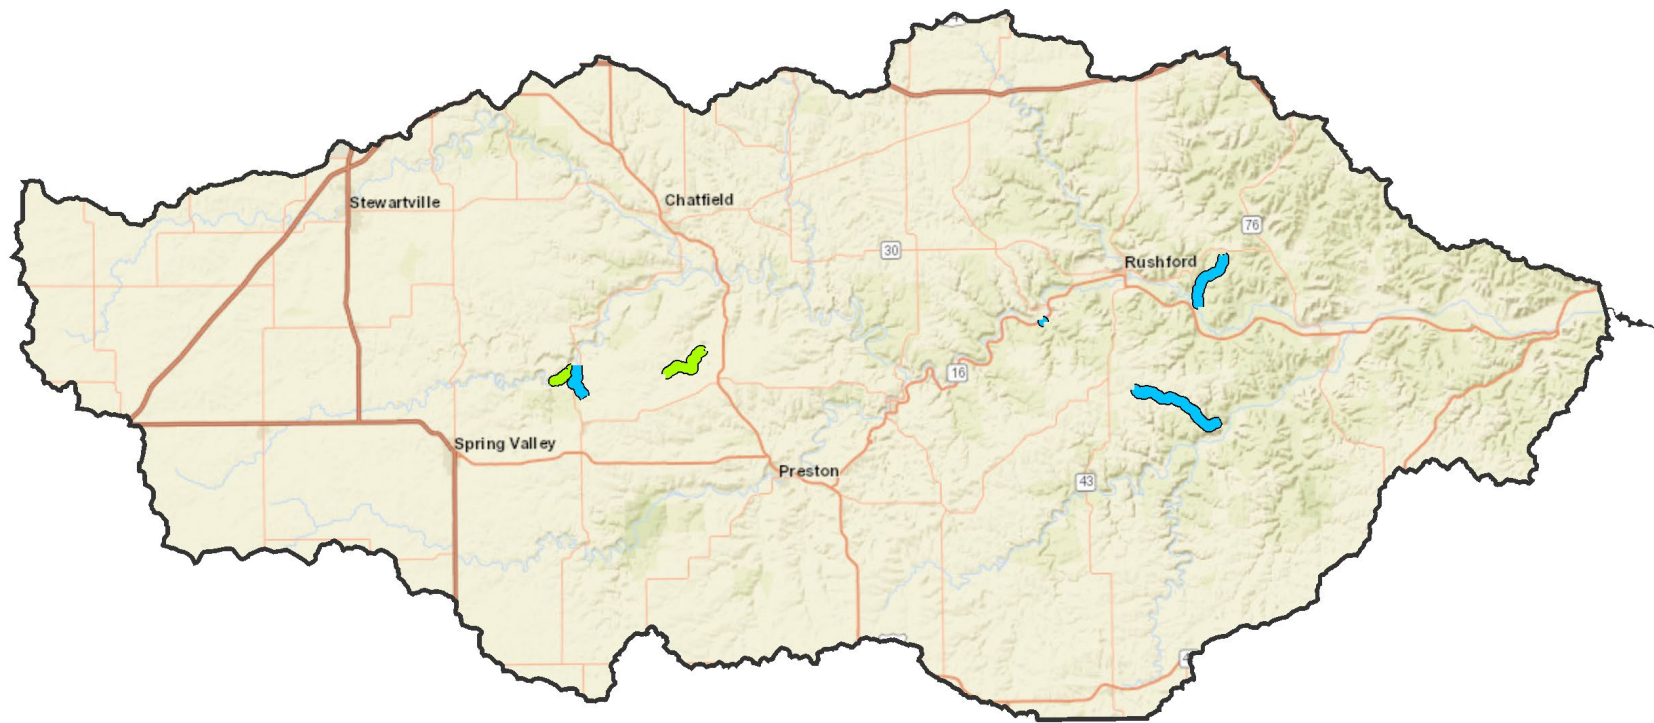 Stewartville
Chatfield
76
30
Rushford
16
Spring Valley
Preston
43